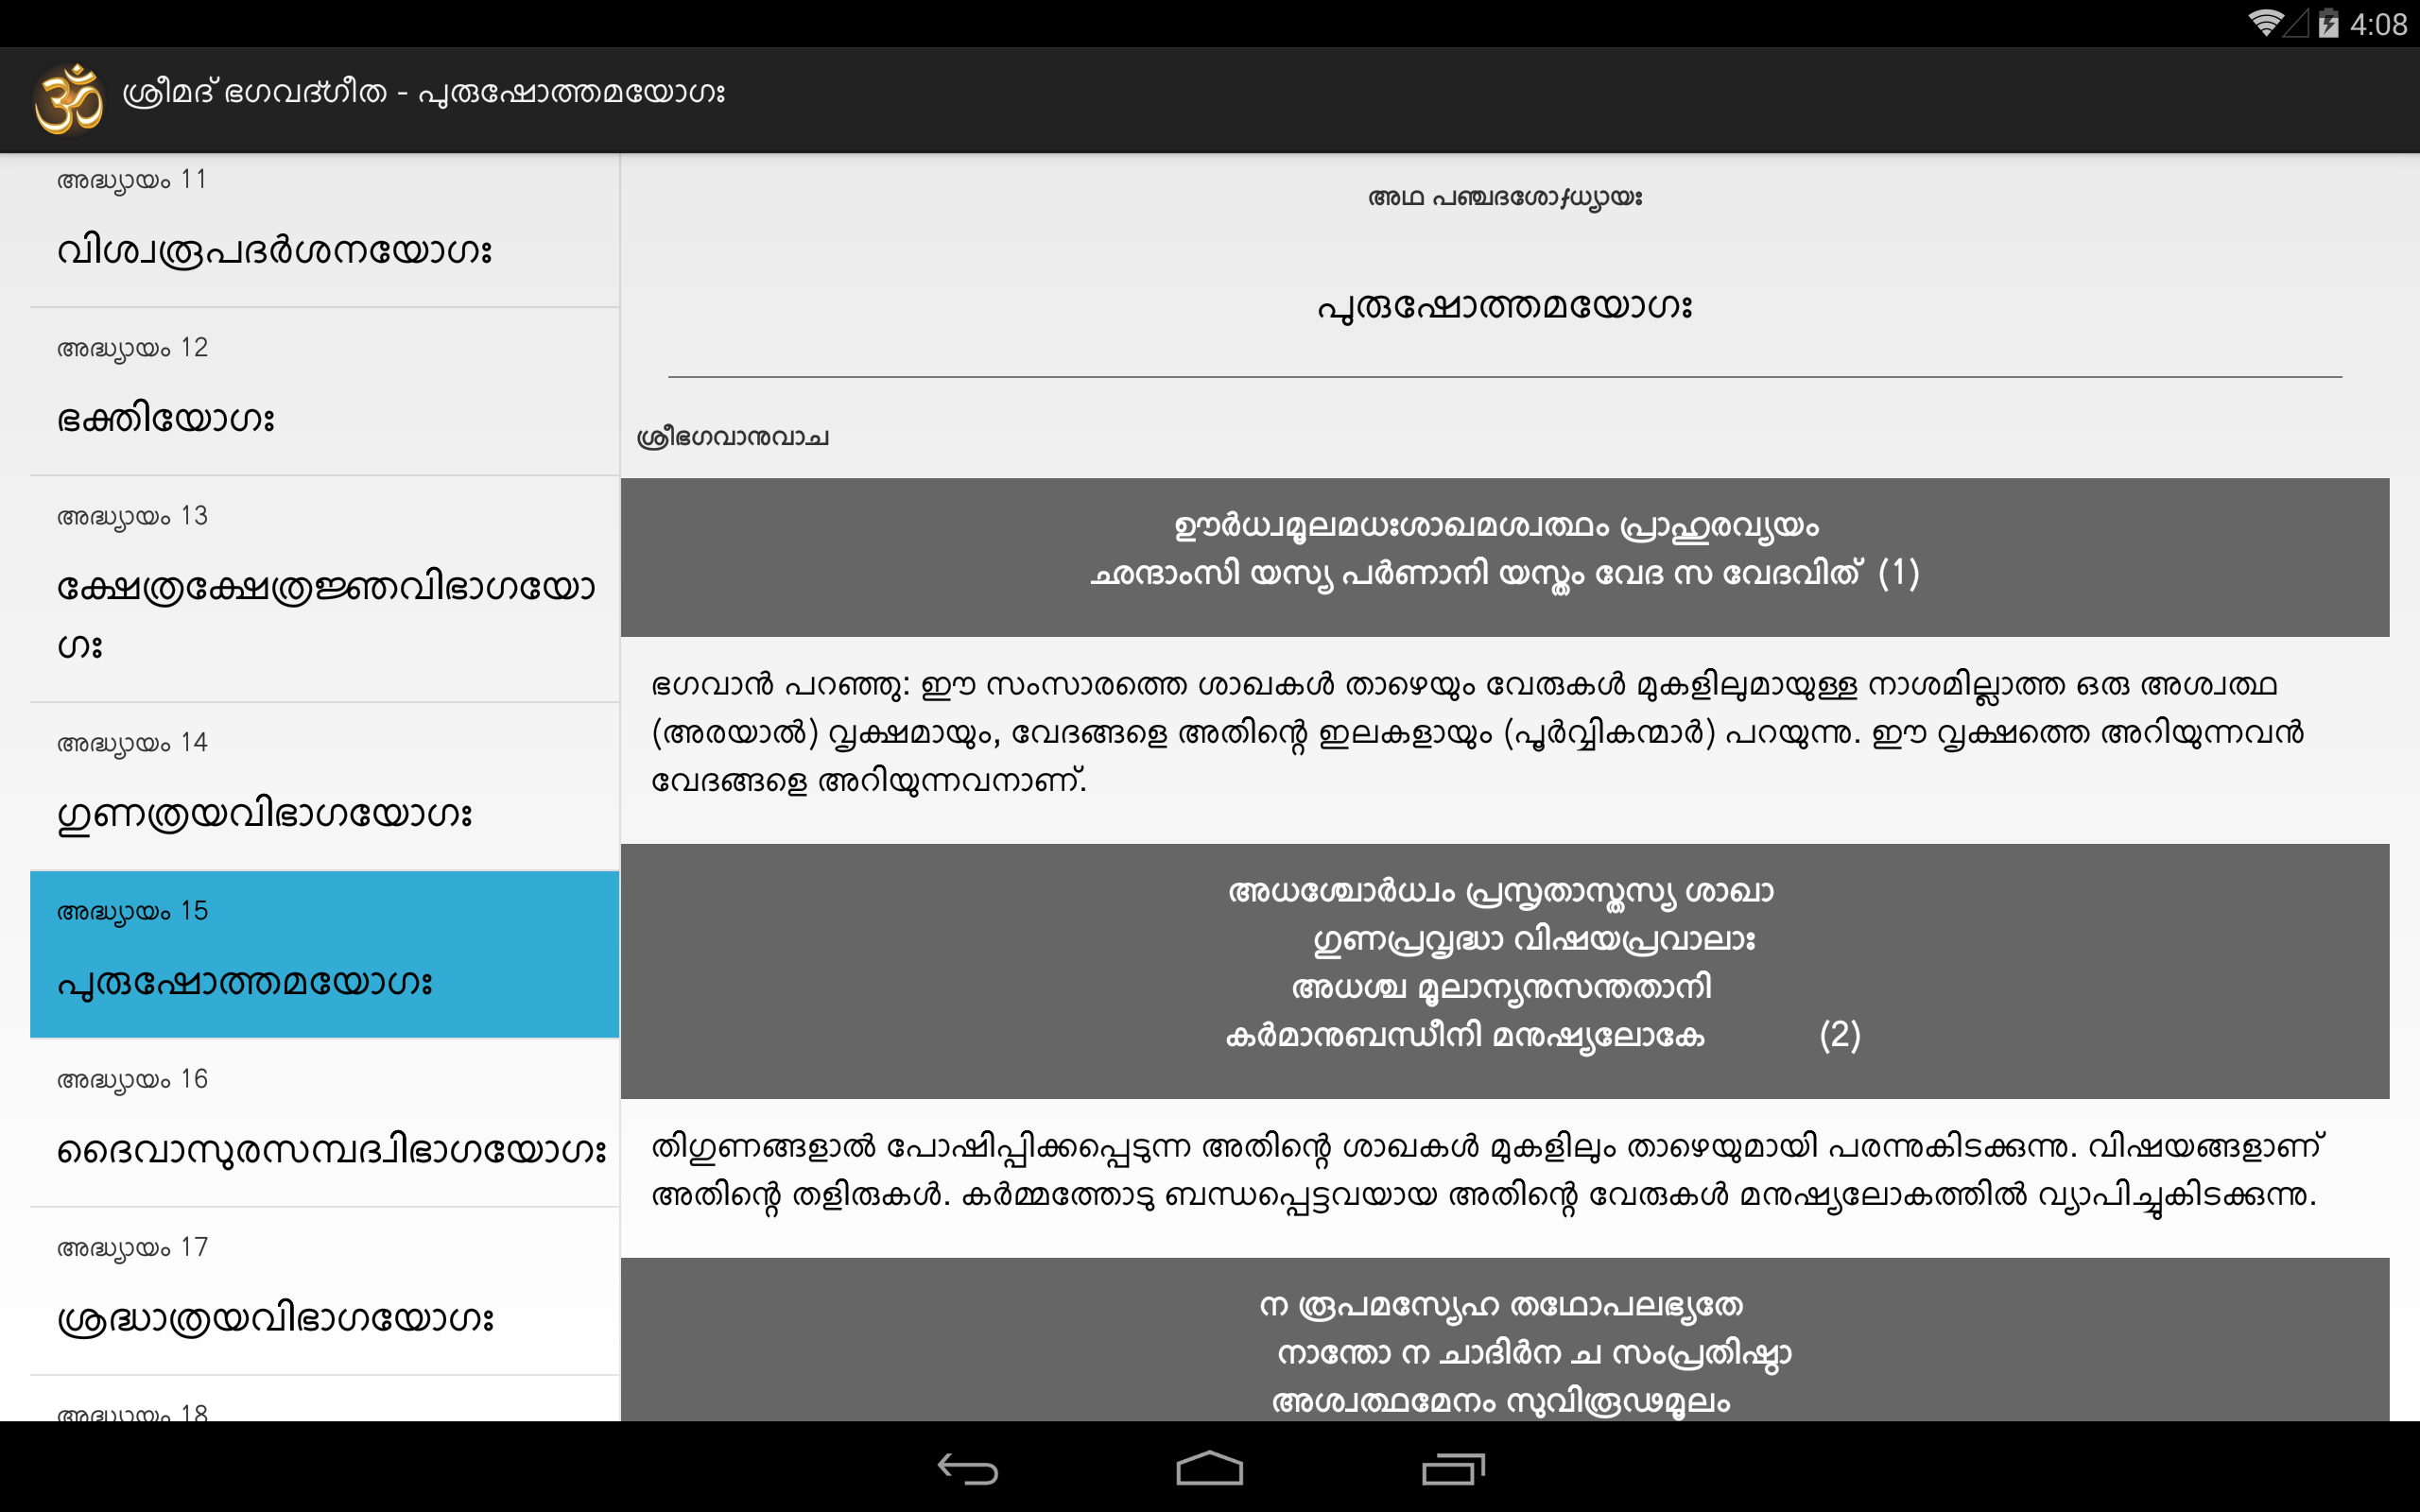 4:08
ശ്രീമദ് ഭഗവദ്ഗീത - പുരുഷോത്തമയോഗഃ
അദ്ധ്യായം 11
വിശ്വരൂപദർശനയോഗഃ
അദ്ധ്യായം 12
ഭക്തിയോഗഃ
അദ്ധ്യായം 13
ക്ഷേത്രക്ഷേത്രജ്ഞവിഭാഗയോ
ഗഃ
അദ്ധ്യായം 14
ഗുണത്രയവിഭാഗയോഗഃ
അദ്ധ്യായം 15
പുരുഷോത്തമയോഗഃ
അദ്ധ്യായം 16
ദൈവാസുരസമ്പദ്വിഭാഗയോഗഃ
അദ്ധ്യായം 17
ശ്രദ്ധാത്രയവിഭാഗയോഗഃ
അദ്ധ്യായം 18
അഥ പഞ്ചദശോഽധ്യായഃ
പുരുഷോത്തമയോഗഃ
ശ്രീഭഗവാനുവാച
ഊർധ്വമൂലമധഃശാഖമശ്വത്ഥം പ്രാഹുരവ്യയം
ഛന്ദാംസി യസ്യ പർണാനി യസ്തം വേദ സ വേദവിത് (1)
ഭഗവാൻ പറഞ്ഞു: ഈ സംസാരത്തെ ശാഖകൾ താഴെയും വേരുകൾ മുകളിലുമായുള്ള നാശമില്ലാത്ത ഒരു അശ്വത്ഥ
(അരയാൽ) വൃക്ഷമായും, വേദങ്ങളെ അതിന്റെ ഇലകളായും (പൂർവ്വികന്മാർ) പറയുന്നു. ഈ വൃക്ഷത്തെ അറിയുന്നവൻ
വേദങ്ങളെ അറിയുന്നവനാണ്.
അധശ്ചോർധ്വം പ്രസൃതാസ്തസ്യ ശാഖാ
ഗുണപ്രവൃദ്ധാ വിഷയപ്രവാലാഃ
അധശ്ച മൂലാന്യനുസന്തതാനി
കർമാനുബന്ധീനി മനുഷ്യലോകേ (2)
തിഗുണങ്ങളാൽ പോഷിപ്പിക്കപ്പെടുന്ന അതിന്റെ ശാഖകൾ മുകളിലും താഴെയുമായി പരന്നുകിടക്കുന്നു. വിഷയങ്ങളാണ്
അതിന്റെ തളിരുകൾ. കർമ്മത്തോടു ബന്ധപ്പെട്ടവയായ അതിന്റെ വേരുകൾ മനുഷ്യലോകത്തിൽ വ്യാപിച്ചുകിടക്കുന്നു.
ന രൂപമസ്യേഹ തഥോപലഭ്യതേ
നാന്തോ ന ചാദിർന ച സംപ്രതിഷ്ഠാ
അശ്വത്ഥമേനം സുവിരൂഢമൂലം